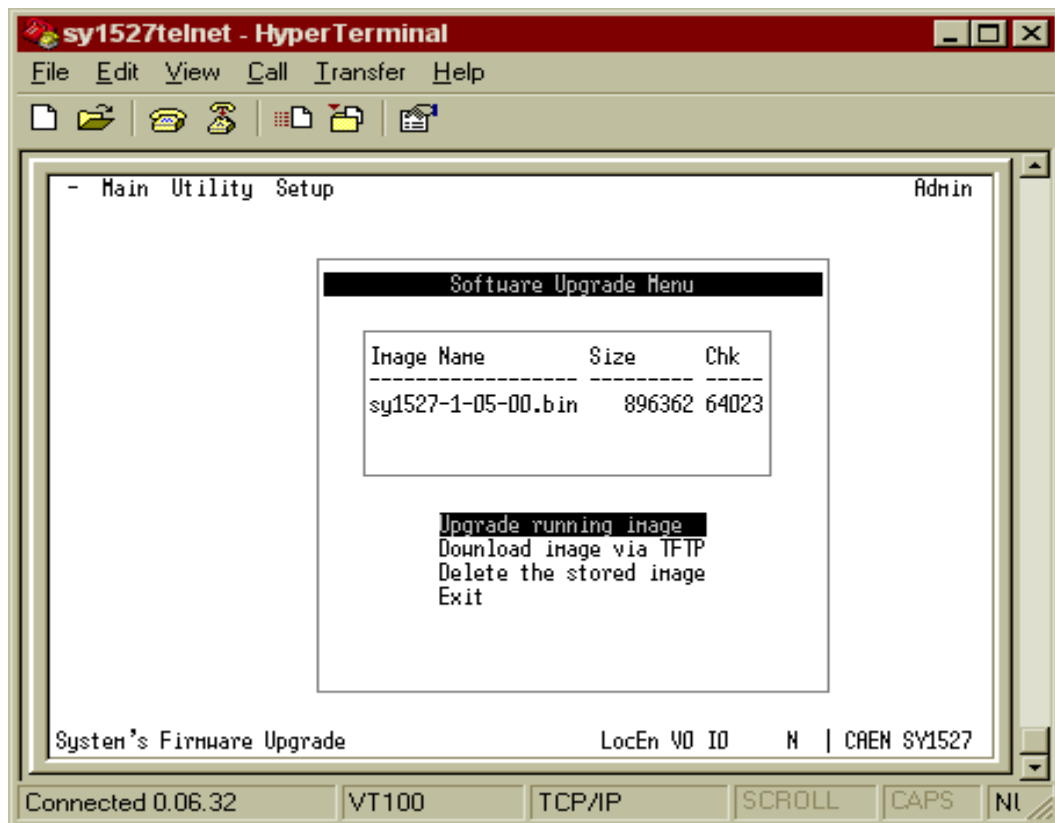 sy1527telnet - HyperTerminal
File Edit View Call Transfer Help
- Main Utility Setup Admin
Software Upgrade Menu
Image Name Size Chk
------------------ --------- -----
sy1527-1-05-00.bin 896362 64023
Upgrade running image
Download image via TFTP
Delete the stored image
Exit
System's Firmware Upgrade LocEn V0 I0 N | CAEN SY1527
Connected 0.06.32 VT100 TCP/IP SCROLL CAPS